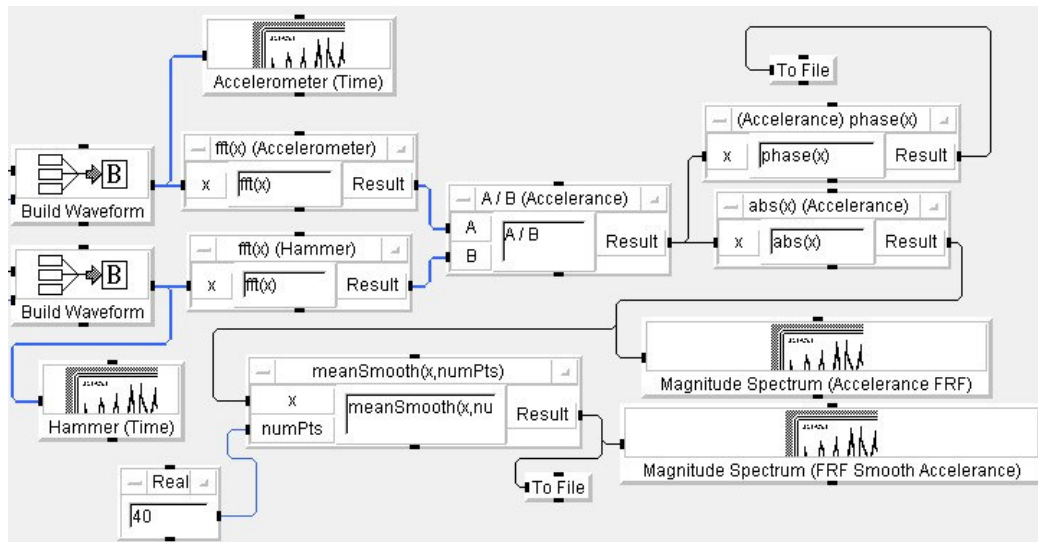 Accelerometer (Time)
To File
fft(x) (Accelerometer)
x
fft(x)
Result
B
Build Waveform
(Accelerance) phase(x)
x
phase(x)
Result
A / B (Accelerance)
A
B
A / B
Result
abs(x) (Accelerance)
x
abs(x)
Result
fft(x) (Hammer)
x
fft(x)
Result
B
Build Waveform
Hammer (Time)
meanSmooth(x,numPts)
x
numPts
meanSmooth(x,nu
Result
Magnitude Spectrum (Accelerance FRF)
Magnitude Spectrum (FRF Smooth Accelerance)
To File
Real
40